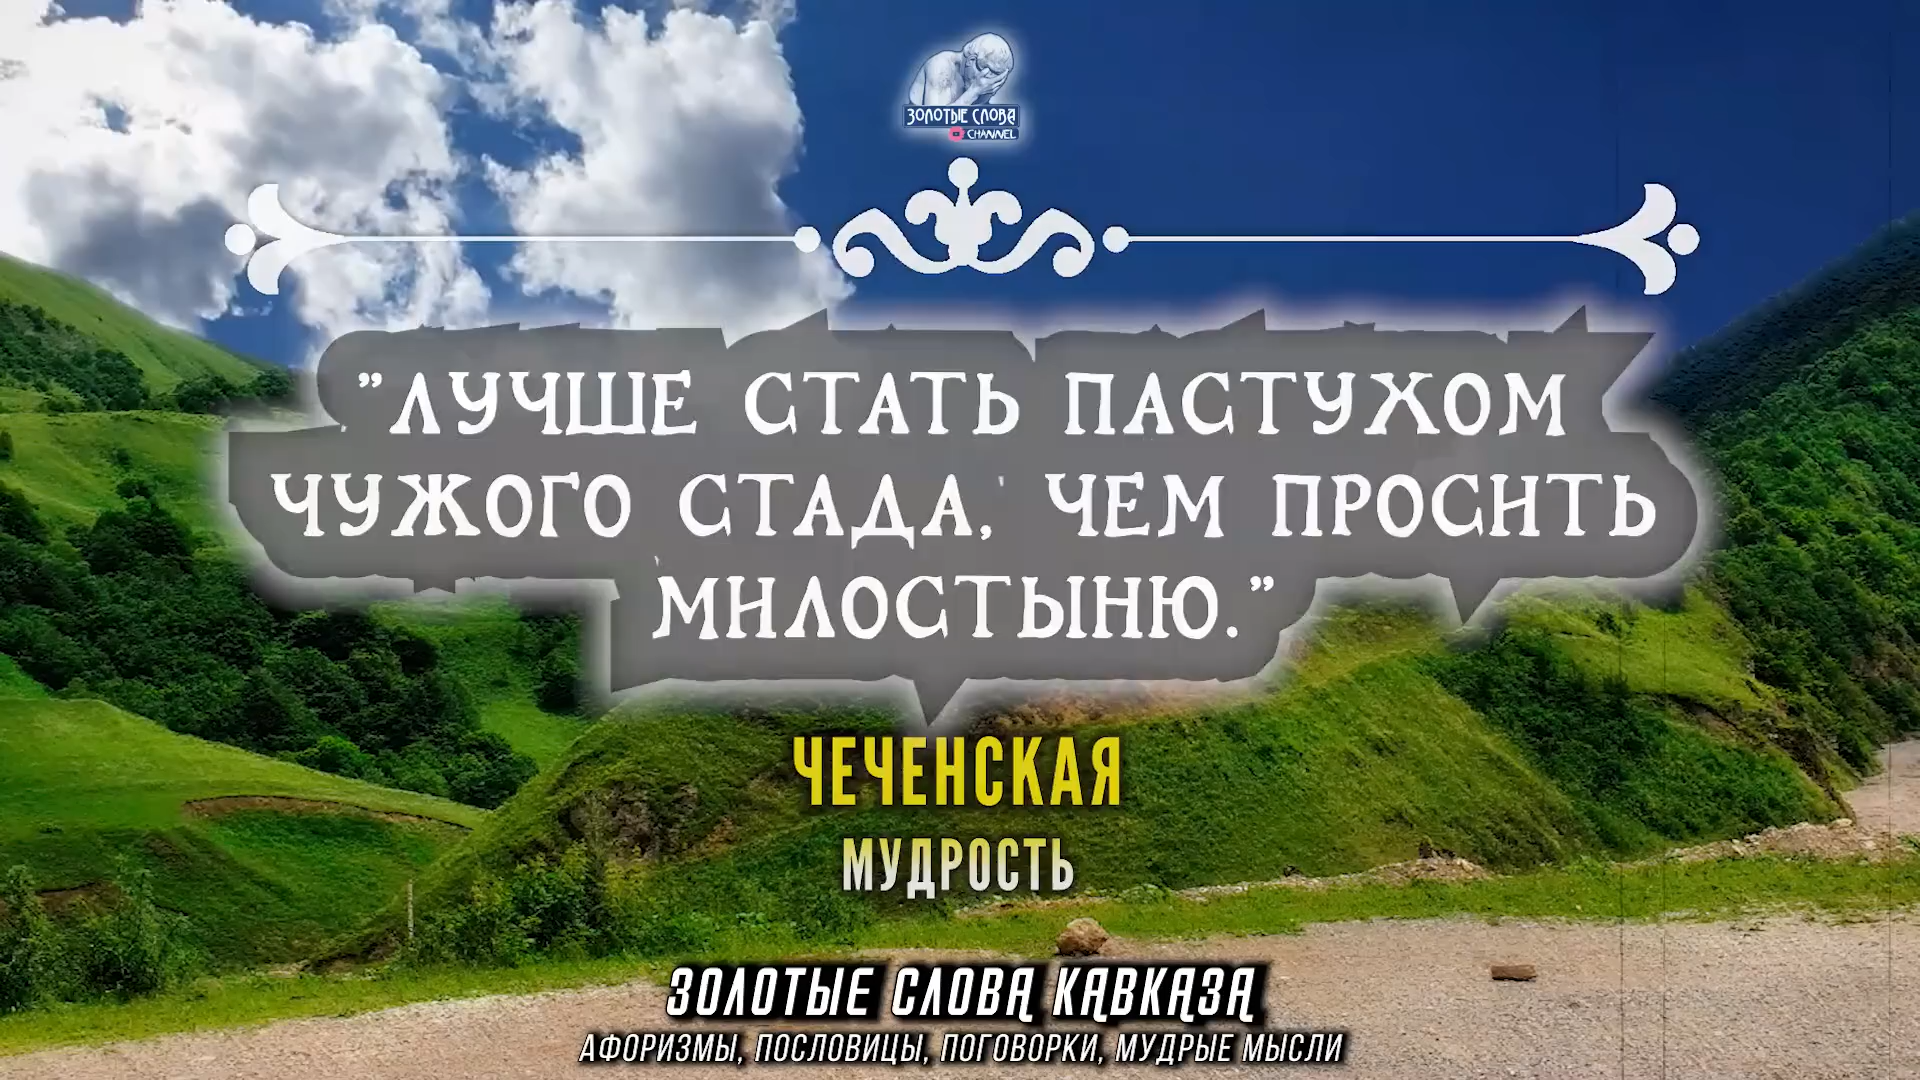 ЗОЛОТЫЕ СЛОВА
CHANNEL
"ЛУЧШЕ СТАТЬ ПАСТУХОМ
ЧУЖОГО СТАДА, ЧЕМ ПРОСИТЬ
МИЛОСТЫНЮ."
ЧЕЧЕНСКАЯ
МУДРОСТЬ
ЗОЛОТЫЕ СЛОВА КАВКАЗА
АФОРИЗМЫ, ПОСЛОВИЦЫ, ПОГОВОРКИ, МУДРЫЕ МЫСЛИ